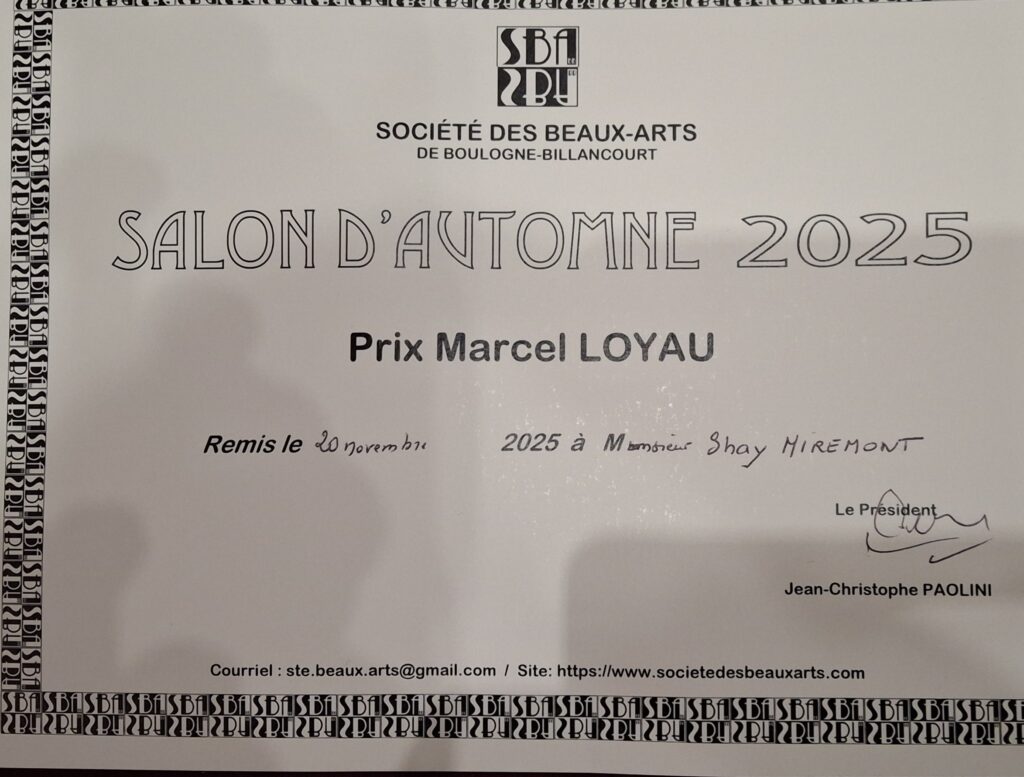 SBA
SOCIÉTÉ DES BEAUX-ARTS
DE BOULOGNE-BILLANCOURT
SALON D'AUTOMNE 2025
Prix Marcel LOYAU
Remis le 20 novembre 2025 à Monsieur Shay MIREMONT
Le Président
Jean-Christophe PAOLINI
Courriel : ste.beaux.arts@gmail.com / Site: https://www.societedesbeauxarts.com